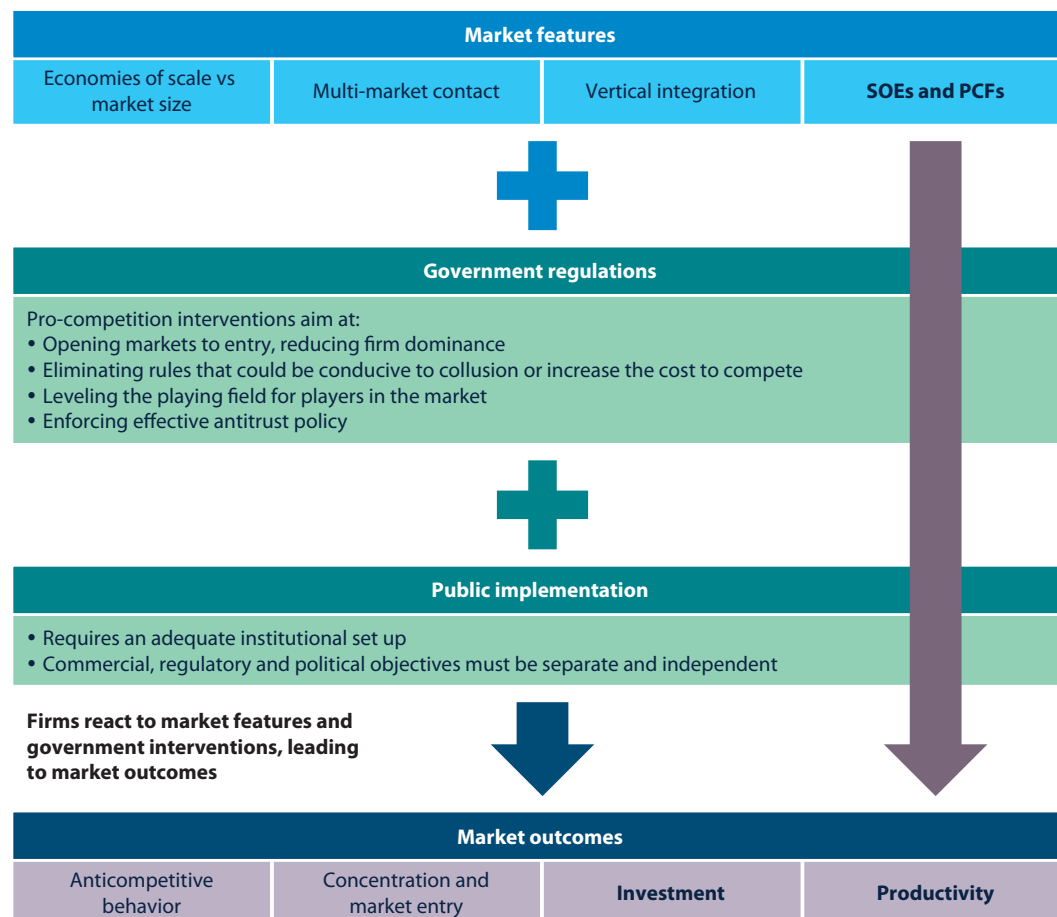 Market features
Economies of scale vs
market size
Multi-market contact
Vertical integration
SOEs and PCFs
Government regulations
Pro-competition interventions aim at:
• Opening markets to entry, reducing firm dominance
• Eliminating rules that could be conducive to collusion or increase the cost to compete
• Leveling the playing field for players in the market
• Enforcing effective antitrust policy
Public implementation
• Requires an adequate institutional set up
• Commercial, regulatory and political objectives must be separate and independent
Firms react to market features and
government interventions, leading
to market outcomes
Market outcomes
Anticompetitive
behavior
Concentration and
market entry
Investment
Productivity